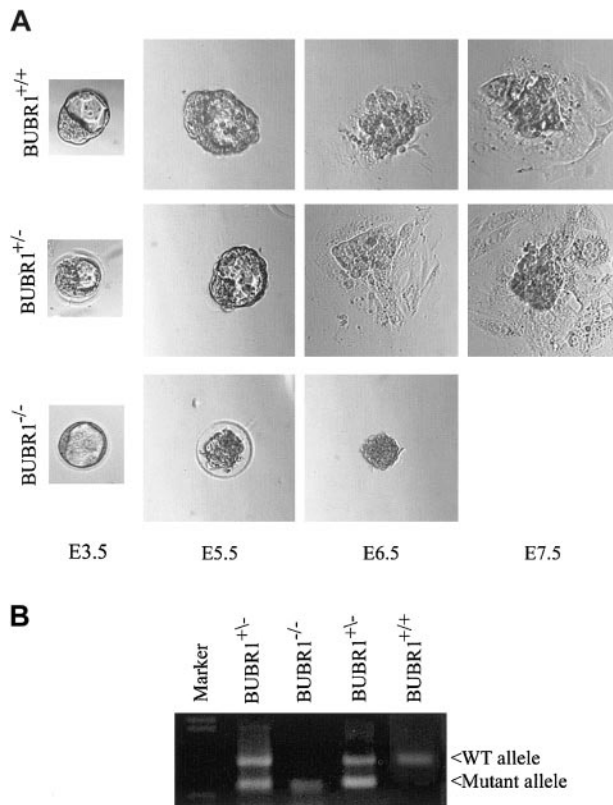 A
BUBR1+/+
BUBR1+/-
BUBR1-/-
E3.5 E5.5 E6.5 E7.5
B
Marker BUBR1+\- BUBR1-/- BUBR1+\- BUBR1+/+
<WT allele
<Mutant allele